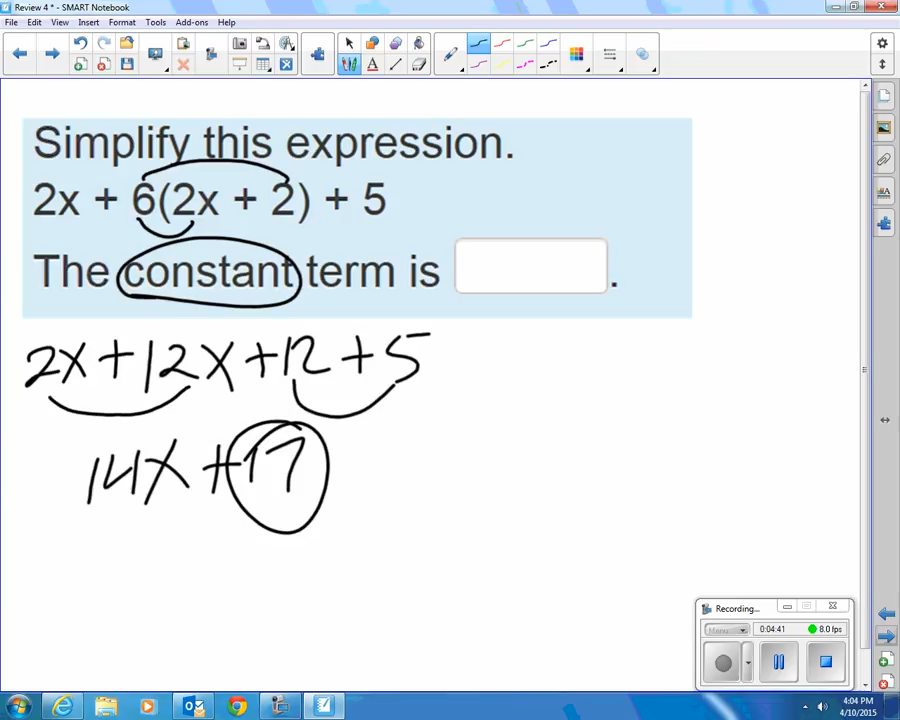 Review 4 * - SMART Notebook
File Edit View Insert Format Tools Add-ons Help
Simplify this expression.
2x + 6(2x + 2) + 5
The constant term is .
2x+12x+12+5
14x+17
Recording...
Menu
0:04:41 8.0 fps
4:04 PM
4/10/2015